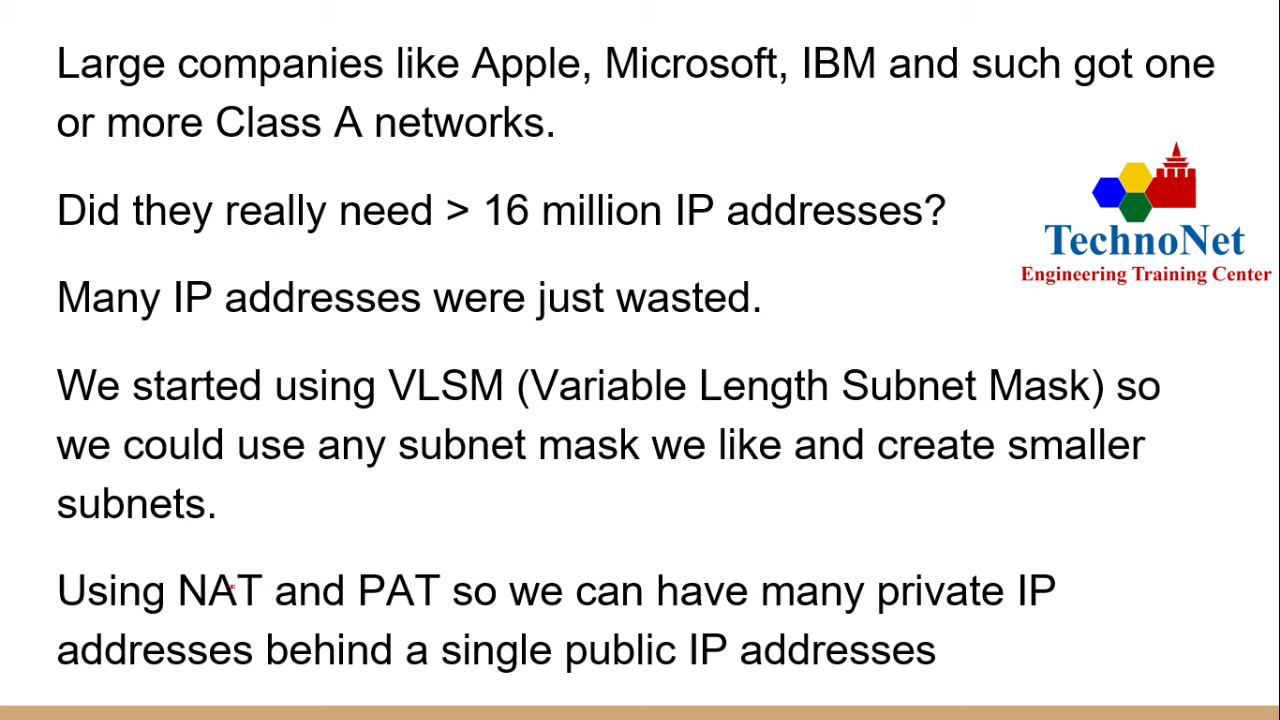 Large companies like Apple, Microsoft, IBM and such got one
or more Class A networks.
Did they really need > 16 million IP addresses?
Many IP addresses were just wasted.
We started using VLSM (Variable Length Subnet Mask) so
we could use any subnet mask we like and create smaller
subnets.
Using NAT and PAT so we can have many private IP
addresses behind a single public IP addresses
TechnoNet
Engineering Training Center